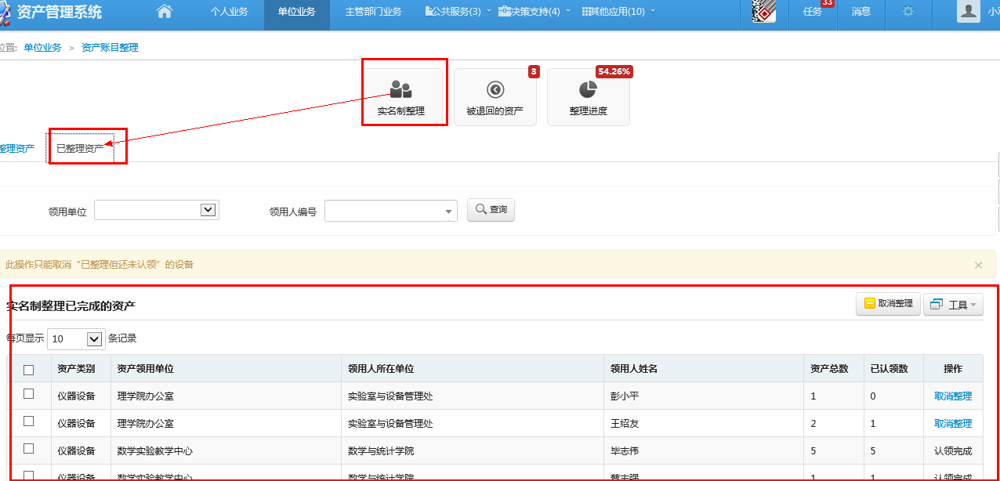 资产管理系统 个人业务 单位业务 主管部门业务 公共服务(3) 决策支持(4) 其他应用(10) 任务 33 消息
位置: 单位业务 > 资产账目整理
3 54.26%
实名制整理 被退回的资产 整理进度
整理资产 已整理资产
领用单位 领用人编号 查询
此操作只能取消“已整理但还未认领”的设备 ×
实名制整理已完成的资产 取消整理 工具
每页显示 10 条记录
资产类别 资产领用单位 领用人所在单位 领用人姓名 资产总数 已认领数 操作
仪器设备 理学院办公室 实验室与设备管理处 彭小平 1 0 取消整理
仪器设备 理学院办公室 实验室与设备管理处 王绍友 2 1 取消整理
仪器设备 数学实验教学中心 数学与统计学院 毕志伟 5 5 认领完成
仪器设备 数学实验教学中心 数学与统计学院 1 1 认领完成